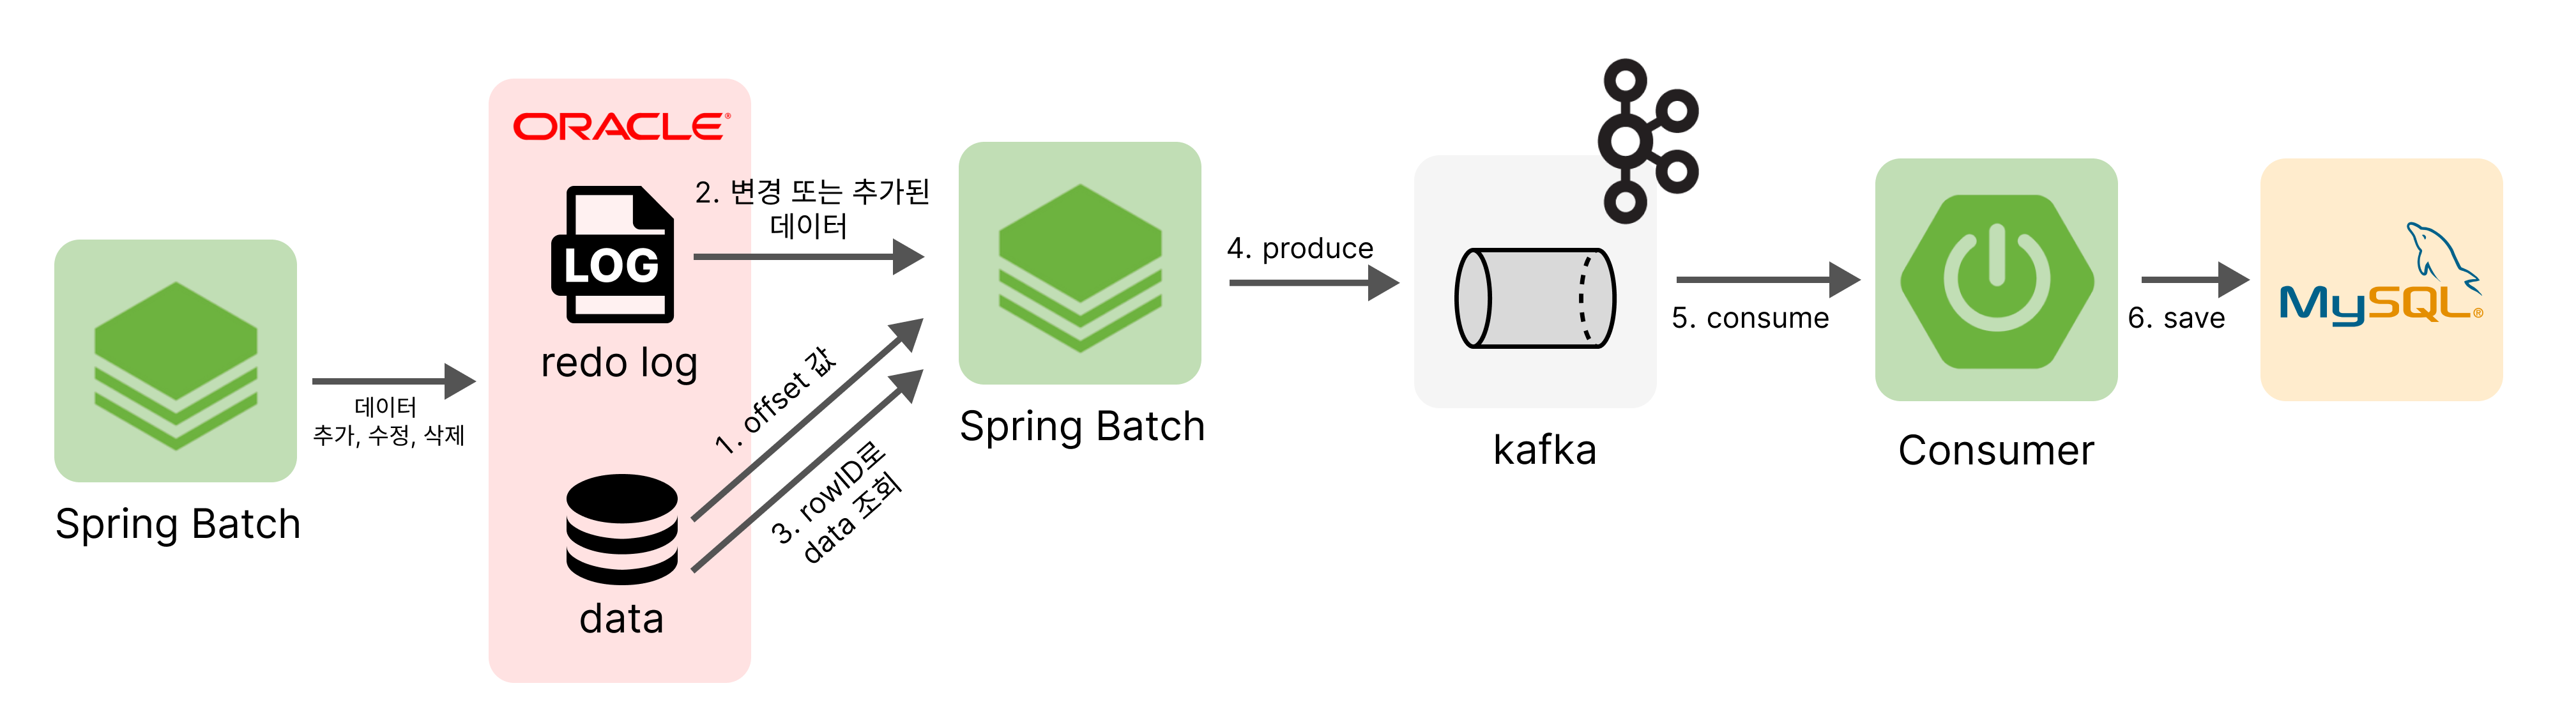 Spring Batch
데이터
추가, 수정, 삭제
ORACLE®
LOG
redo log
data
2. 변경 또는 추가된
데이터
1. offset 값
3. rowID로
data 조회
Spring Batch
4. produce
kafka
5. consume
Consumer
6. save
MySQL®